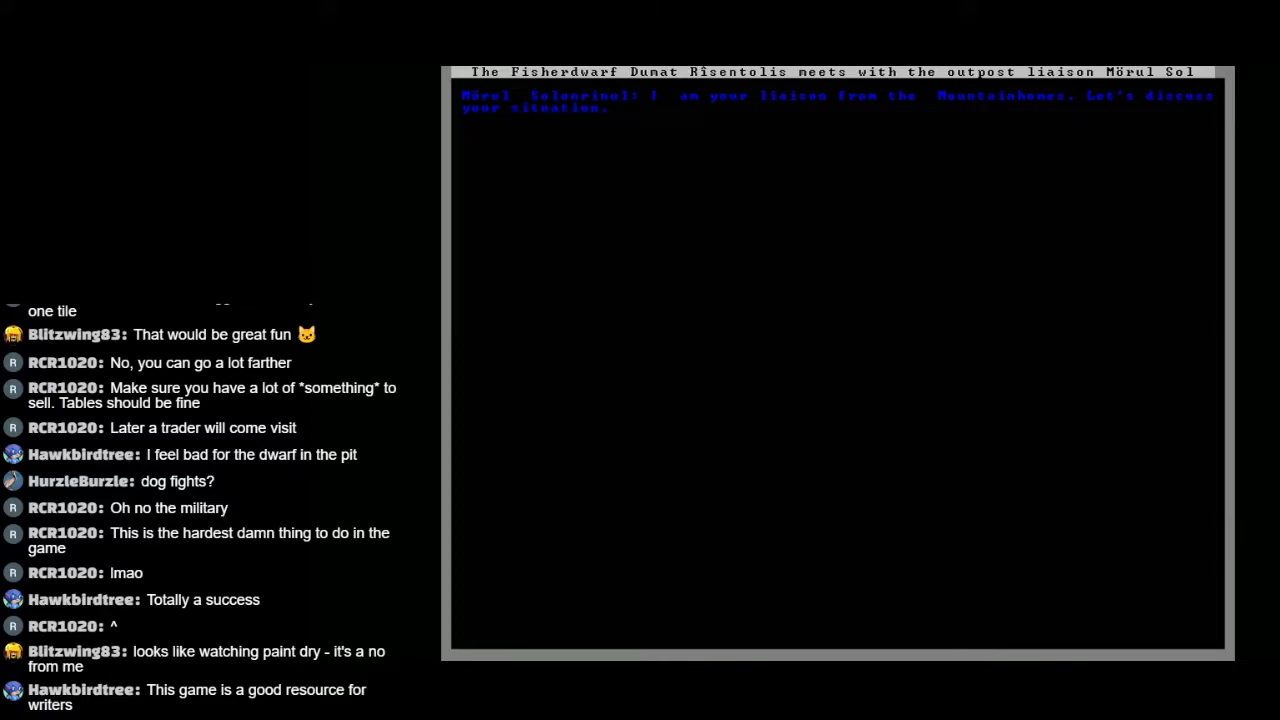 The Fisherdwarf Dumat Rîsentolis meets with the outpost liaison Mörul Sol
Mörul Solonrinul: I am your liaison from the Mountainhomes. Let's discuss
your situation.
one tile
Blitzwing83: That would be great fun 🐱
R RCR1020: No, you can go a lot farther
R RCR1020: Make sure you have a lot of *something* to
sell. Tables should be fine
R RCR1020: Later a trader will come visit
Hawkbirdtree: I feel bad for the dwarf in the pit
HurzleBurzle: dog fights?
R RCR1020: Oh no the military
R RCR1020: This is the hardest damn thing to do in the
game
R RCR1020: lmao
Hawkbirdtree: Totally a success
R RCR1020: ^
Blitzwing83: looks like watching paint dry - it's a no
from me
Hawkbirdtree: This game is a good resource for
writers